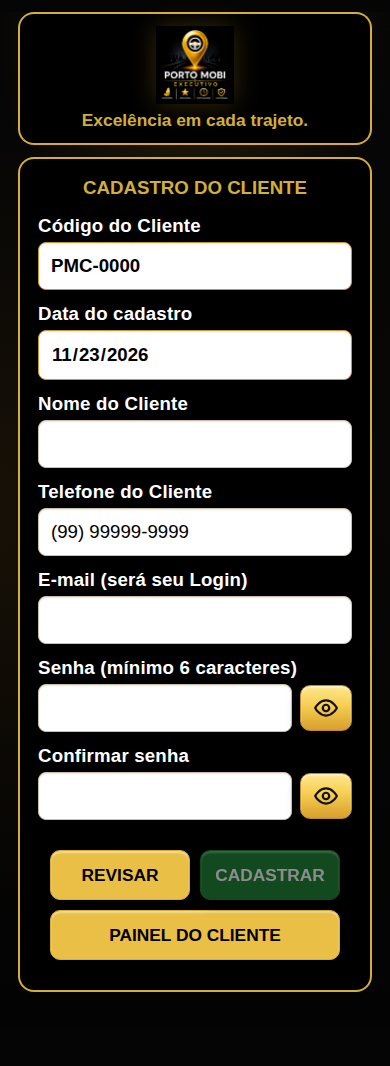 PORTO MOBI
EXECUTIVO
Excelência em cada trajeto.
CADASTRO DO CLIENTE
Código do Cliente
PMC-0000
Data do cadastro
11/23/2026
Nome do Cliente
Telefone do Cliente
(99) 99999-9999
E-mail (será seu Login)
Senha (mínimo 6 caracteres)
Confirmar senha
REVISAR
CADASTRAR
PAINEL DO CLIENTE